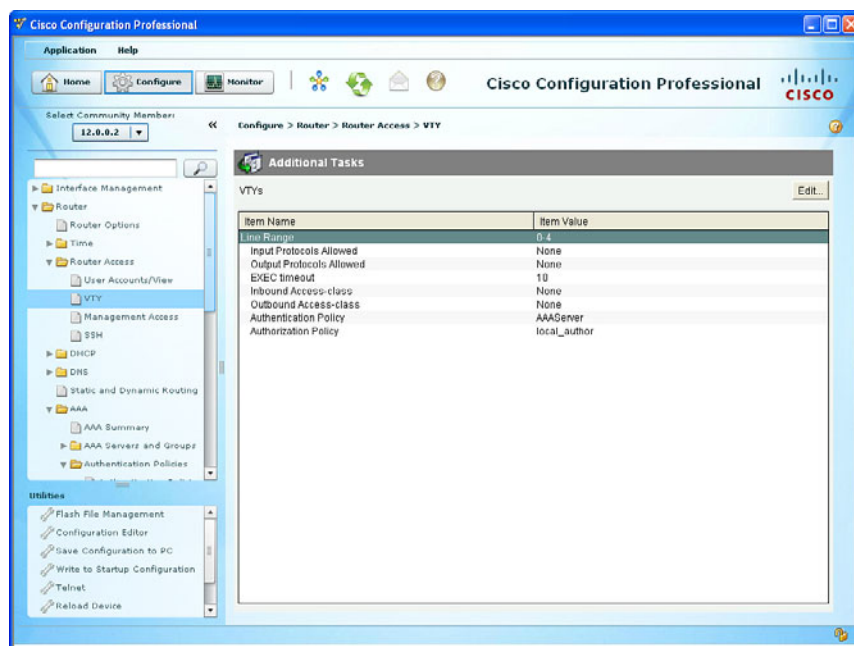 Cisco Configuration Professional
Application Help
Home Configure Monitor Cisco Configuration Professional CISCO
Select Community Member:
12.0.0.2
Configure > Router > Router Access > VTY
Interface Management
Router
Router Options
Time
Router Access
User Accounts/View
VTY
Management Access
SSH
DHCP
DNS
Static and Dynamic Routing
AAA
AAA Summary
AAA Servers and Groups
Authentication Policies
Utilities
Flash File Management
Configuration Editor
Save Configuration to PC
Write to Startup Configuration
Telnet
Reload Device
Additional Tasks
VTYs Edit...
Item Name Item Value
Line Range 0-4
Input Protocols Allowed None
Output Protocols Allowed None
EXEC timeout 10
Inbound Access-class None
Outbound Access-class None
Authentication Policy AAAServer
Authorization Policy local_author